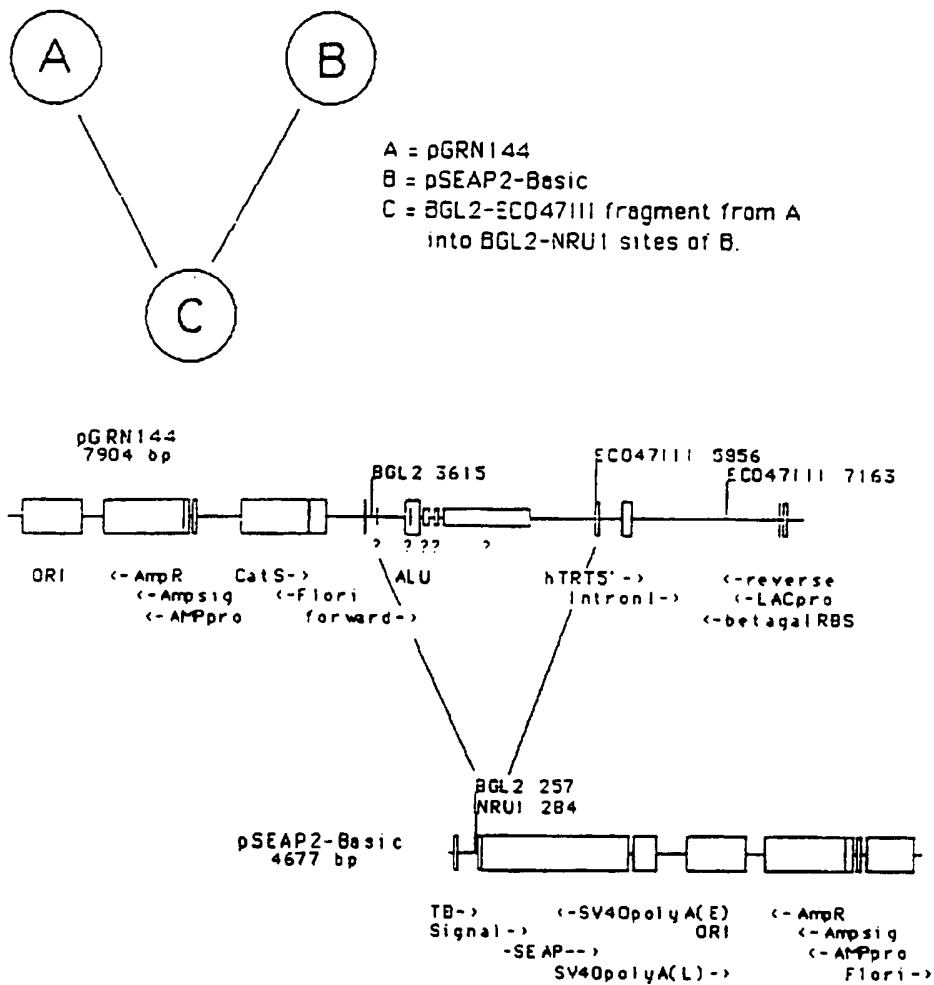 A
B
C
A = pGRN144
B = pSEAP2-Basic
C = BGL2-ECO47III fragment from A
into BGL2-NRU1 sites of B.
pGRN144
7904 bp
BGL2 3615
ECO47III 5956
ECO47III 7163
? ? ?? ?
ORI
<-AmpR
<-Ampsig
<-AMPpro
CatS->
<-Flori
forward->
ALU
hTRT5'->
Intron1->
<-reverse
<-LACpro
<-betagalRBS
BGL2 257
NRU1 284
pSEAP2-Basic
4677 bp
TB->
Signal->
-SEAP-->
<-SV40polyA(E)
ORI
SV40polyA(L)->
<-AmpR
<-Ampsig
<-AMPpro
Flori->